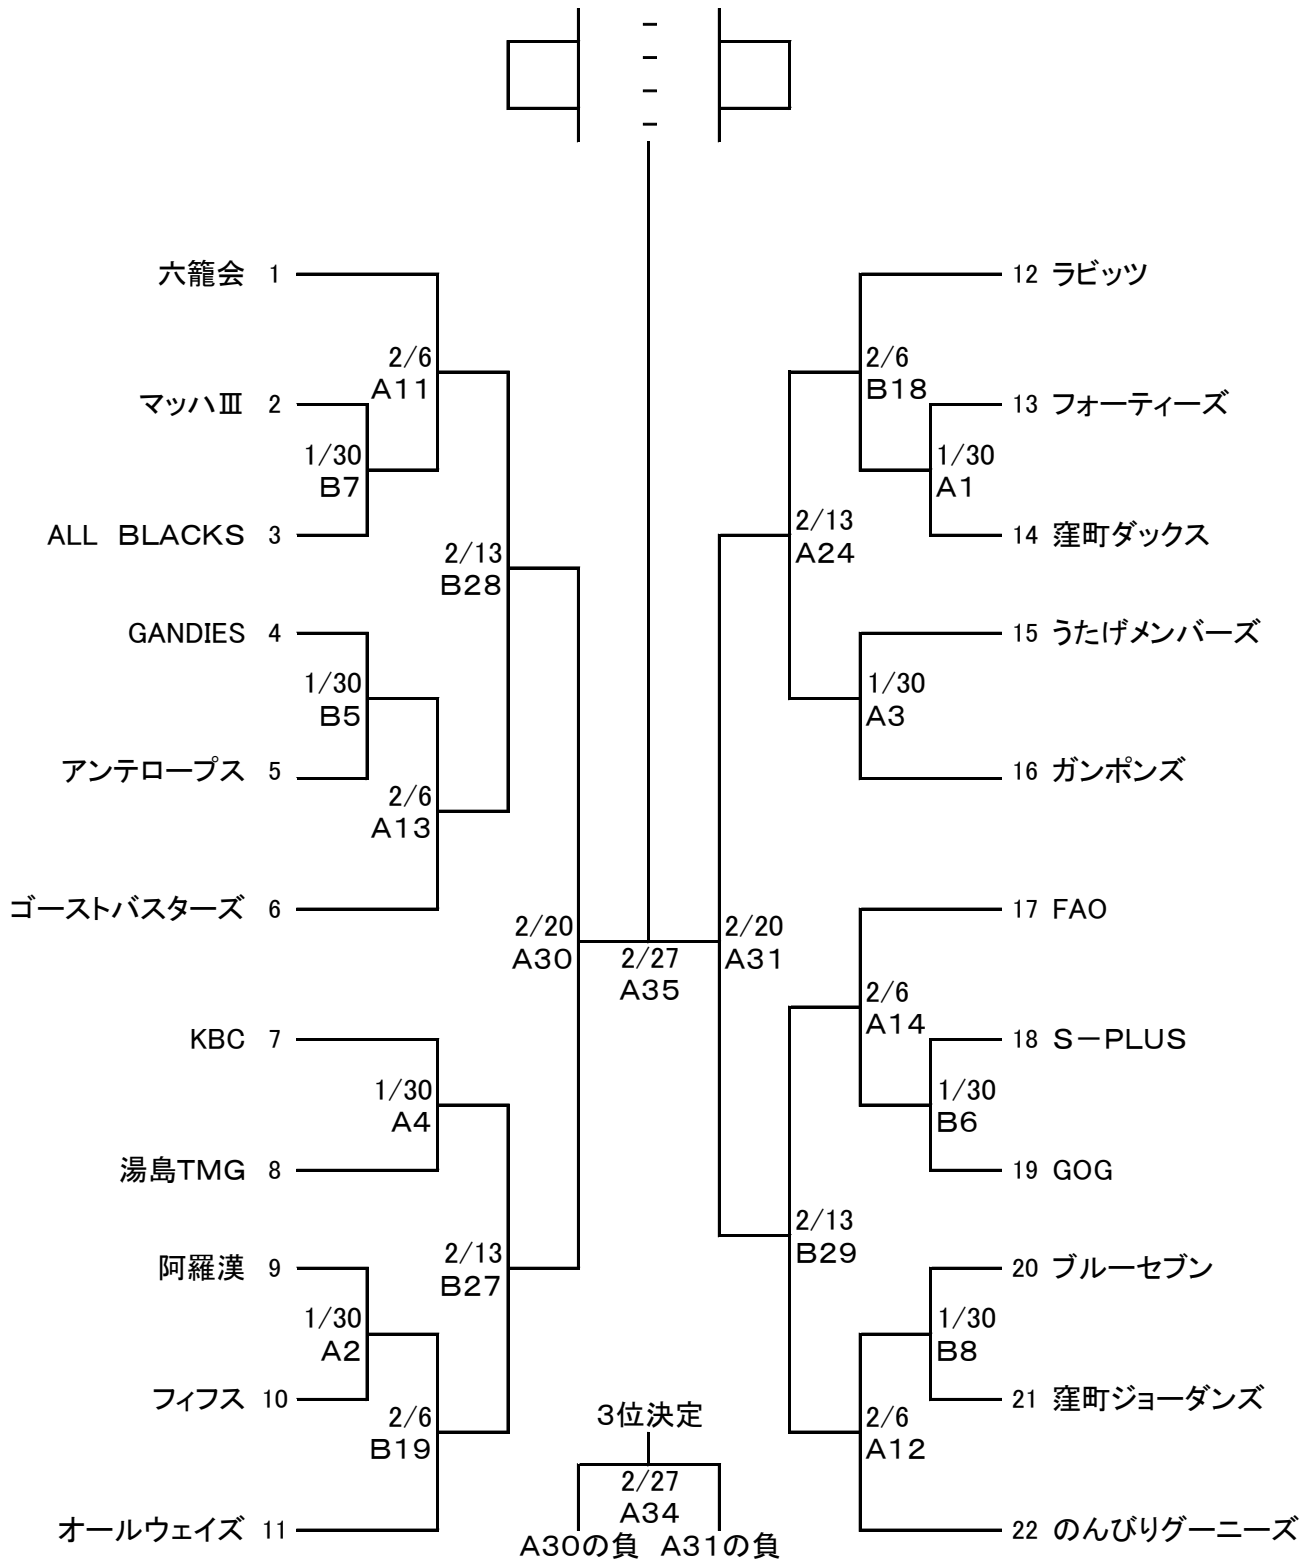 －
－
－
－
六籠会 1
2/6
A11
マッハⅢ 2
1/30
B7
ALL BLACKS 3
2/13
B28
GANDIES 4
1/30
B5
アンテロープス 5
2/6
A13
ゴーストバスターズ 6
2/20
A30
KBC 7
1/30
A4
湯島TMG 8
2/13
B27
阿羅漢 9
1/30
A2
フィフス 10
2/6
B19
オールウェイズ 11
2/27
A35
3位決定
2/27
A34
A30の負 A31の負
12 ラビッツ
2/6
B18
13 フォーティーズ
1/30
A1
14 窪町ダックス
2/13
A24
15 うたげメンバーズ
1/30
A3
16 ガンポンズ
2/20
A31
17 FAO
2/6
A14
18 S－PLUS
1/30
B6
19 GOG
2/13
B29
20 ブルーセブン
1/30
B8
21 窪町ジョーダンズ
2/6
A12
22 のんびりグーニーズ